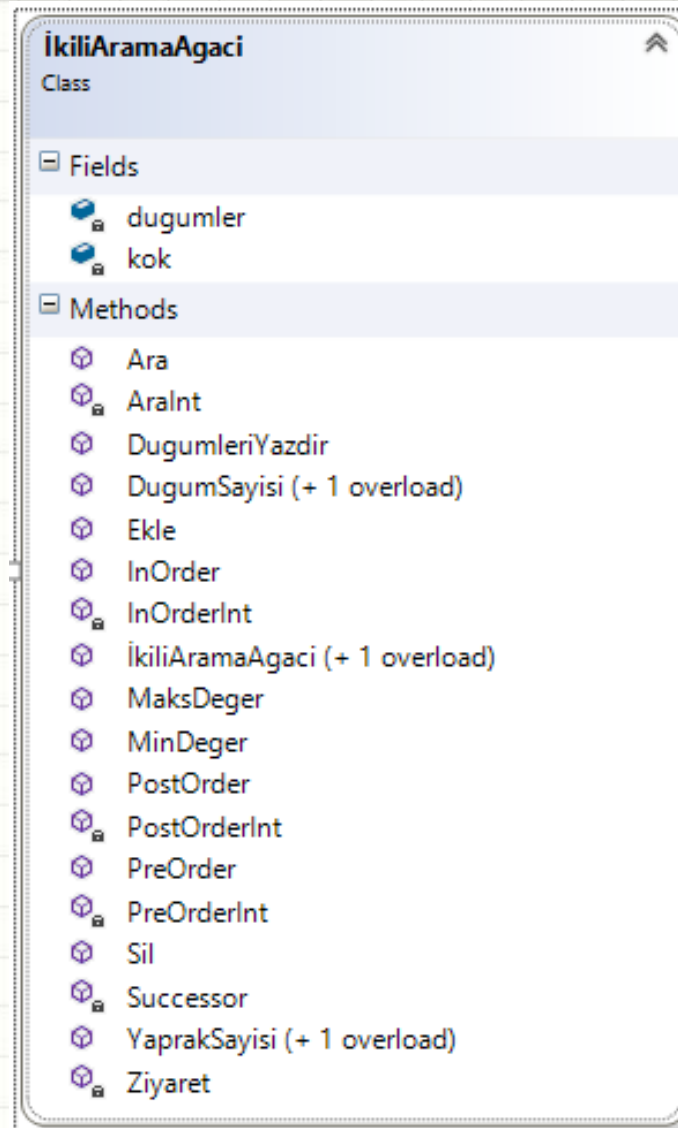 İkiliAramaAgaci
Class
Fields
dugumler
kok
Methods
Ara
AraInt
DugumleriYazdir
DugumSayisi (+ 1 overload)
Ekle
InOrder
InOrderInt
İkiliAramaAgaci (+ 1 overload)
MaksDeger
MinDeger
PostOrder
PostOrderInt
PreOrder
PreOrderInt
Sil
Successor
YaprakSayisi (+ 1 overload)
Ziyaret